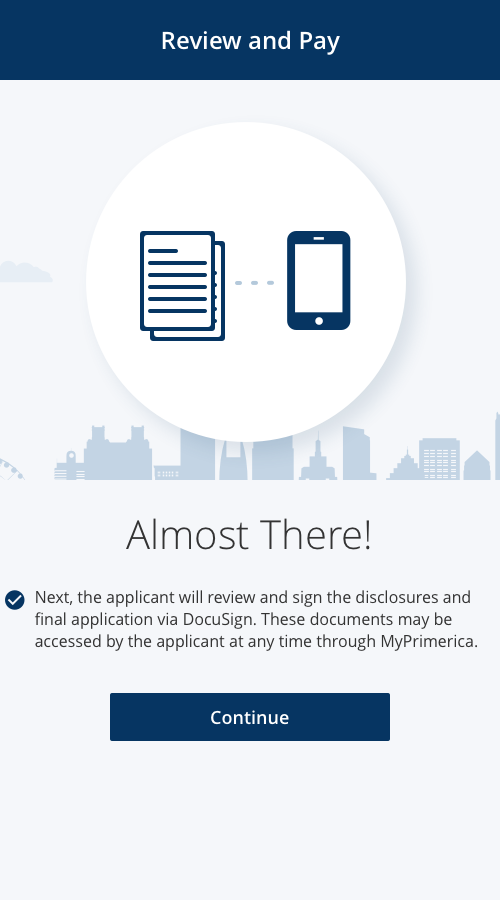 Review and Pay
Almost There!
Next, the applicant will review and sign the disclosures and
final application via DocuSign. These documents may be
accessed by the applicant at any time through MyPrimerica.
Continue